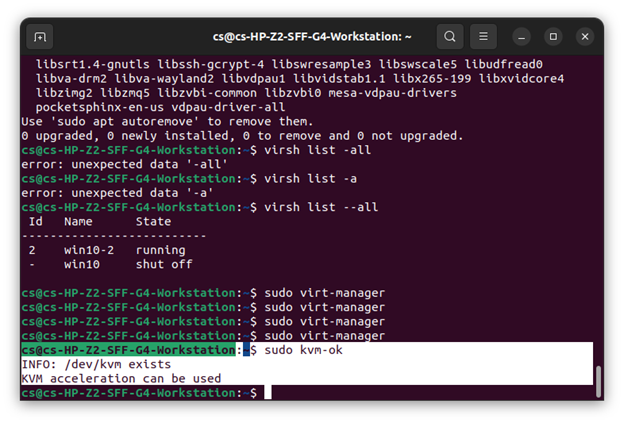 cs@cs-HP-Z2-SFF-G4-Workstation: ~
libsrt1.4-gnutls libssh-gcrypt-4 libswresample3 libswscale5 libudfread0
libva-drm2 libva-wayland2 libvdpau1 libvidstab1.1 libx265-199 libxvidcore4
libzimg2 libzmq5 libzvbi-common libzvbi0 mesa-vdpau-drivers
pocketsphinx-en-us vdpau-driver-all
Use 'sudo apt autoremove' to remove them.
0 upgraded, 0 newly installed, 0 to remove and 0 not upgraded.
cs@cs-HP-Z2-SFF-G4-Workstation:~$ virsh list -all
error: unexpected data '-all'
cs@cs-HP-Z2-SFF-G4-Workstation:~$ virsh list -a
error: unexpected data '-a'
cs@cs-HP-Z2-SFF-G4-Workstation:~$ virsh list --all
Id Name State
--------------------------
2 win10-2 running
- win10 shut off
cs@cs-HP-Z2-SFF-G4-Workstation:~$ sudo virt-manager
cs@cs-HP-Z2-SFF-G4-Workstation:~$ sudo virt-manager
cs@cs-HP-Z2-SFF-G4-Workstation:~$ sudo virt-manager
cs@cs-HP-Z2-SFF-G4-Workstation:~$ sudo virt-manager
cs@cs-HP-Z2-SFF-G4-Workstation:~$ sudo kvm-ok
INFO: /dev/kvm exists
KVM acceleration can be used
cs@cs-HP-Z2-SFF-G4-Workstation:~$